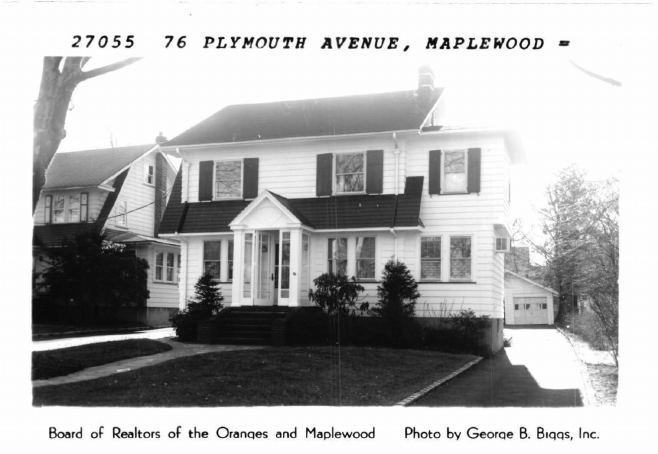 27055 76 PLYMOUTH AVENUE, MAPLEWOOD =
Board of Realtors of the Oranges and Maplewood Photo by George B. Biggs, Inc.